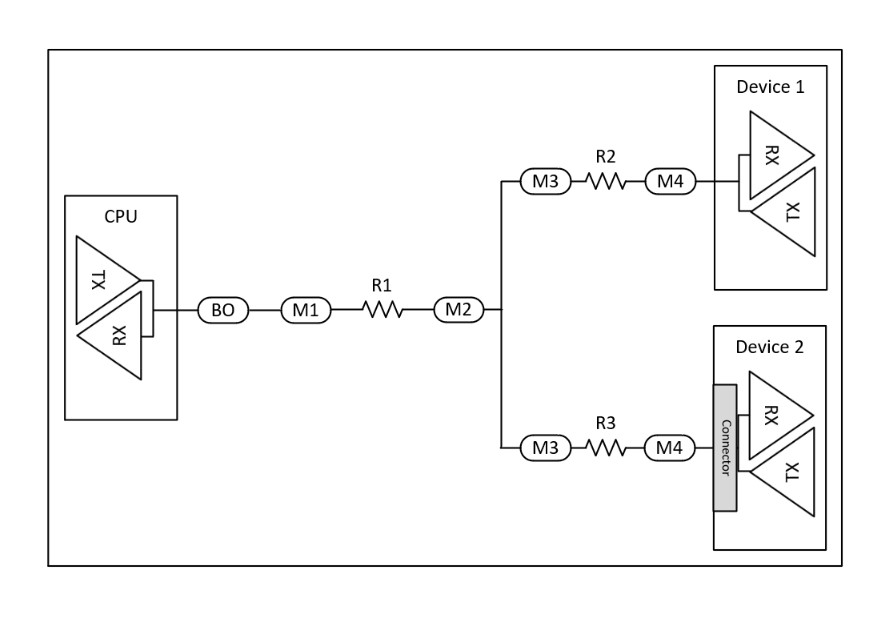 Device 1
RX
TX
R2
M3
M4
CPU
TX
RX
BO
M1
R1
M2
Device 2
Connector
RX
TX
R3
M3
M4